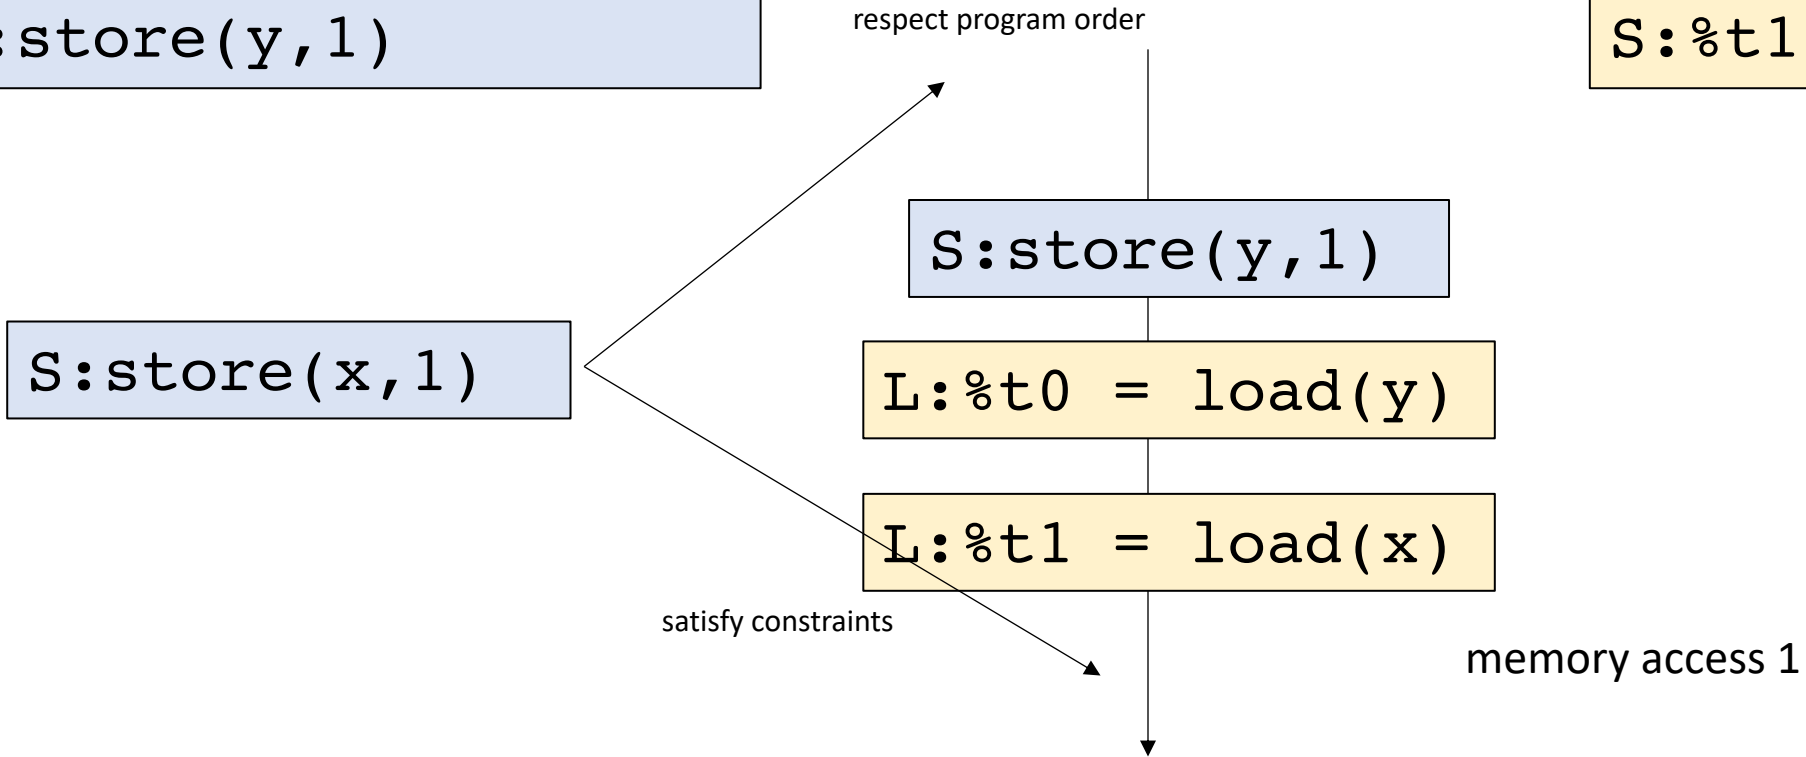 :store(y,1)
respect program order
S:%t1
S:store(y,1)
S:store(x,1)
L:%t0 = load(y)
L:%t1 = load(x)
satisfy constraints
memory access 1